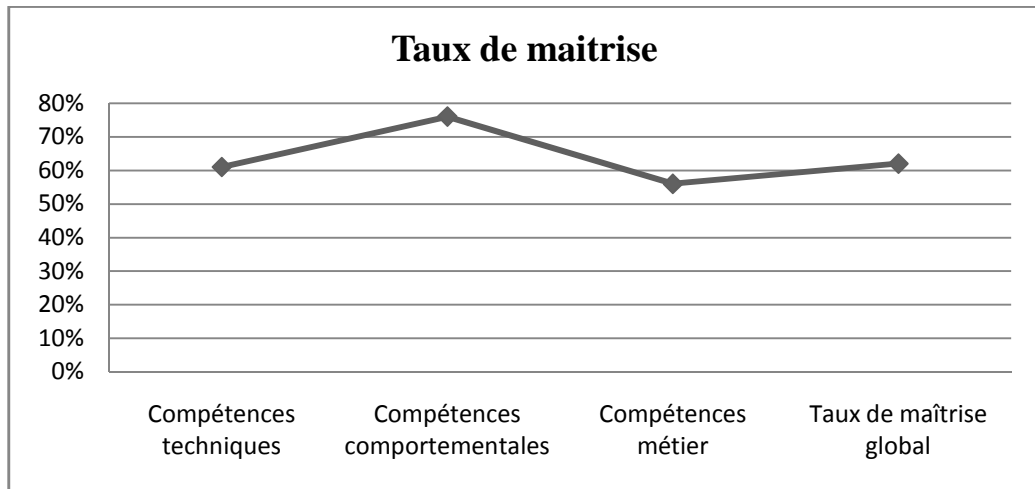 Taux de maitrise
80%
70%
60%
50%
40%
30%
20%
10%
0%
Compétences
techniques
Compétences
comportementales
Compétences
métier
Taux de maîtrise
global